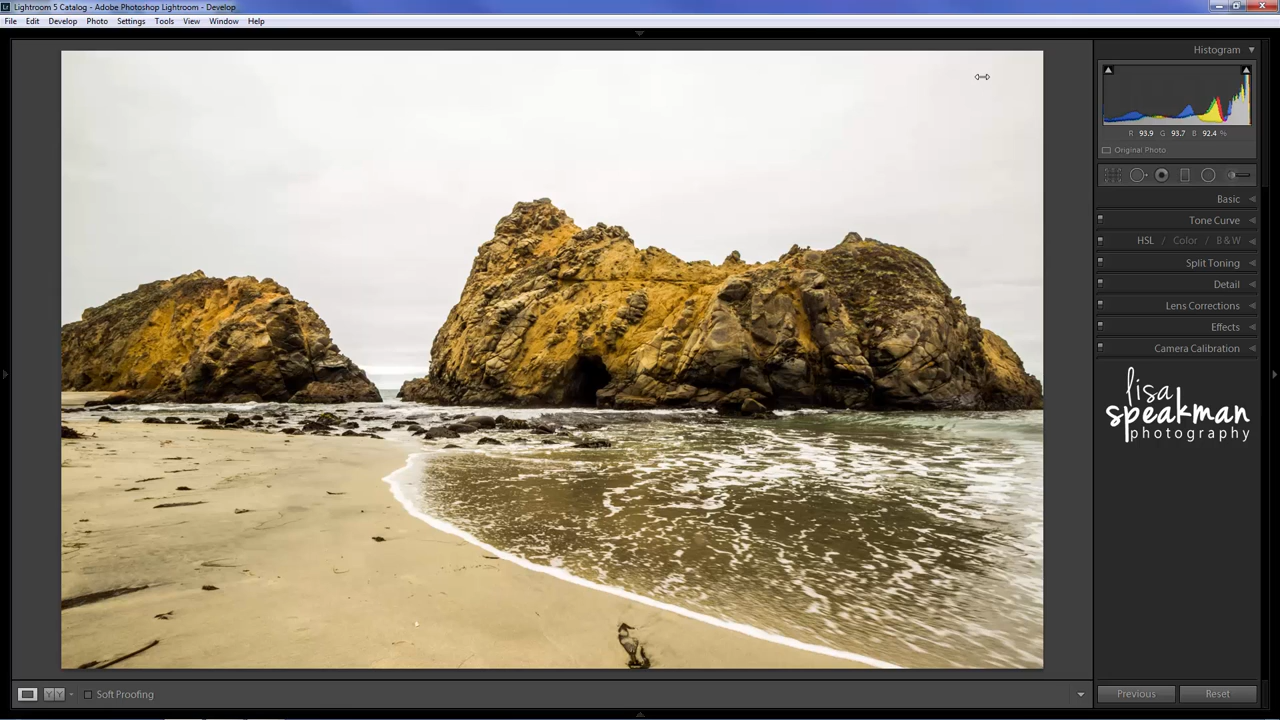 Lightroom 5 Catalog - Adobe Photoshop Lightroom - Develop
File Edit Develop Photo Settings Tools View Window Help
Histogram
R 93.9 G 93.7 B 92.4 %
Original Photo
Basic
Tone Curve
HSL / Color / B & W
Split Toning
Detail
Lens Corrections
Effects
Camera Calibration
lisa
speakman
photography
Y Y
Soft Proofing
Previous
Reset